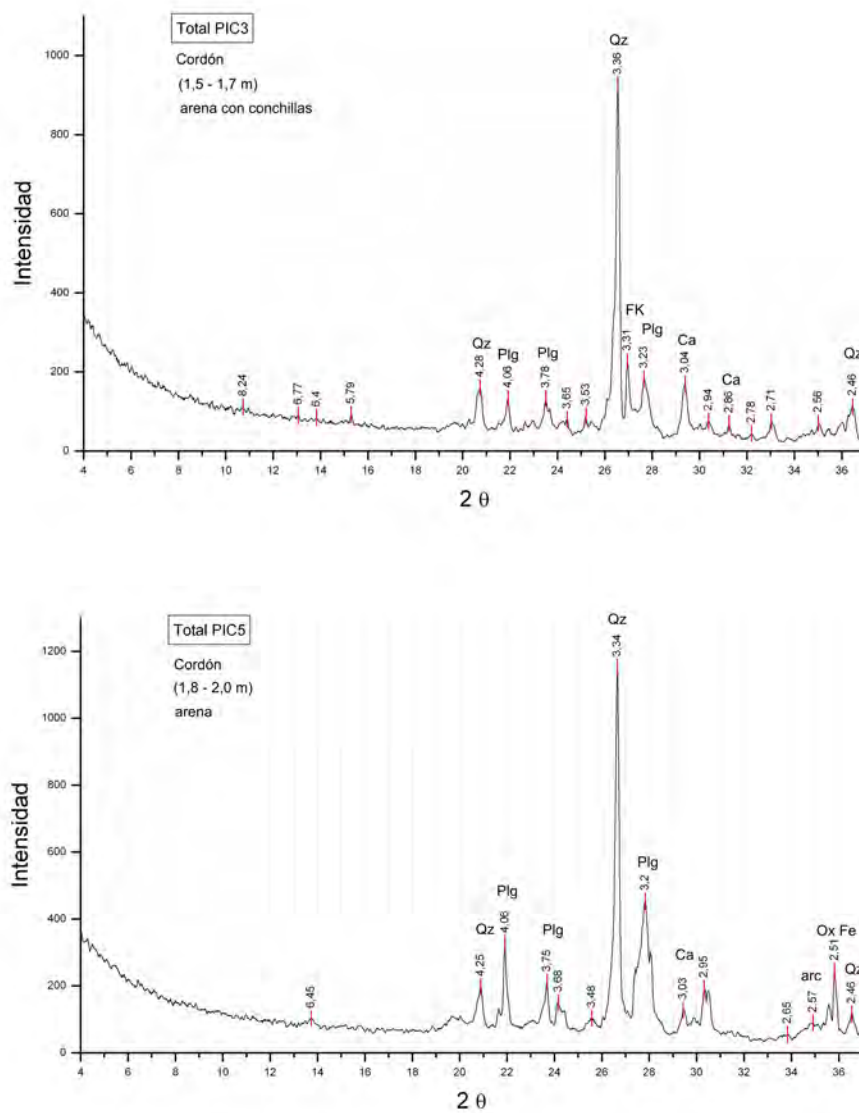 Total PIC3
Cordón
(1,5 - 1,7 m)
arena con conchillas
Intensidad
1000
800
600
400
200
0
Qz
3,36
FK
3,31
Plg
3,23
Qz
4,28
Plg
4,06
Plg
3,78
3,65
3,53
Ca
3,04
2,94
Ca
2,86
2,78
2,71
2,56
Qz
2,46
8,24
6,77
6,4
5,79
4 6 8 10 12 14 16 18 20 22 24 26 28 30 32 34 36
2 θ
Total PIC5
Cordón
(1,8 - 2,0 m)
arena
Intensidad
1200
1000
800
600
400
200
0
Qz
3,34
Plg
3,2
Plg
4,06
Qz
4,25
Plg
3,75
3,68
3,48
Ca
3,03
2,95
2,65
arc
2,57
Ox Fe
2,51
Qz
2,46
6,45
4 6 8 10 12 14 16 18 20 22 24 26 28 30 32 34 36
2 θ